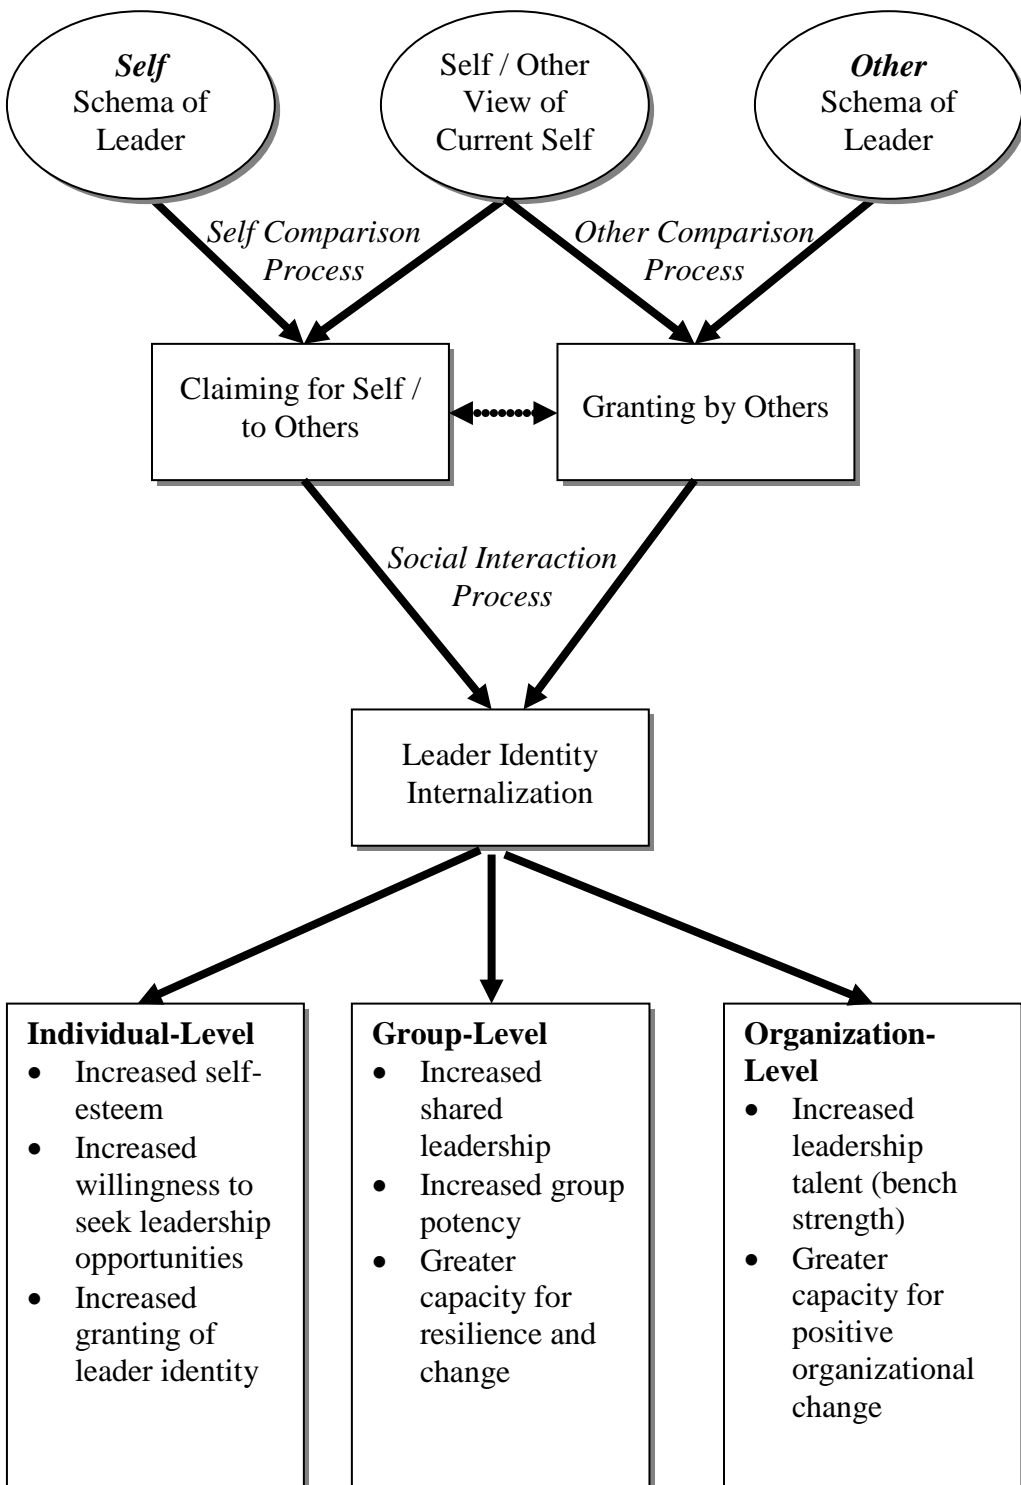 Self
Schema of
Leader
Self / Other
View of
Current Self
Other
Schema of
Leader
Self Comparison
Process
Other Comparison
Process
Claiming for Self /
to Others
Granting by Others
Social Interaction
Process
Leader Identity
Internalization
Individual-Level
• Increased self-
esteem
• Increased
willingness to
seek leadership
opportunities
• Increased
granting of
leader identity
Group-Level
• Increased
shared
leadership
• Increased group
potency
• Greater
capacity for
resilience and
change
Organization-
Level
• Increased
leadership
talent (bench
strength)
• Greater
capacity for
positive
organizational
change